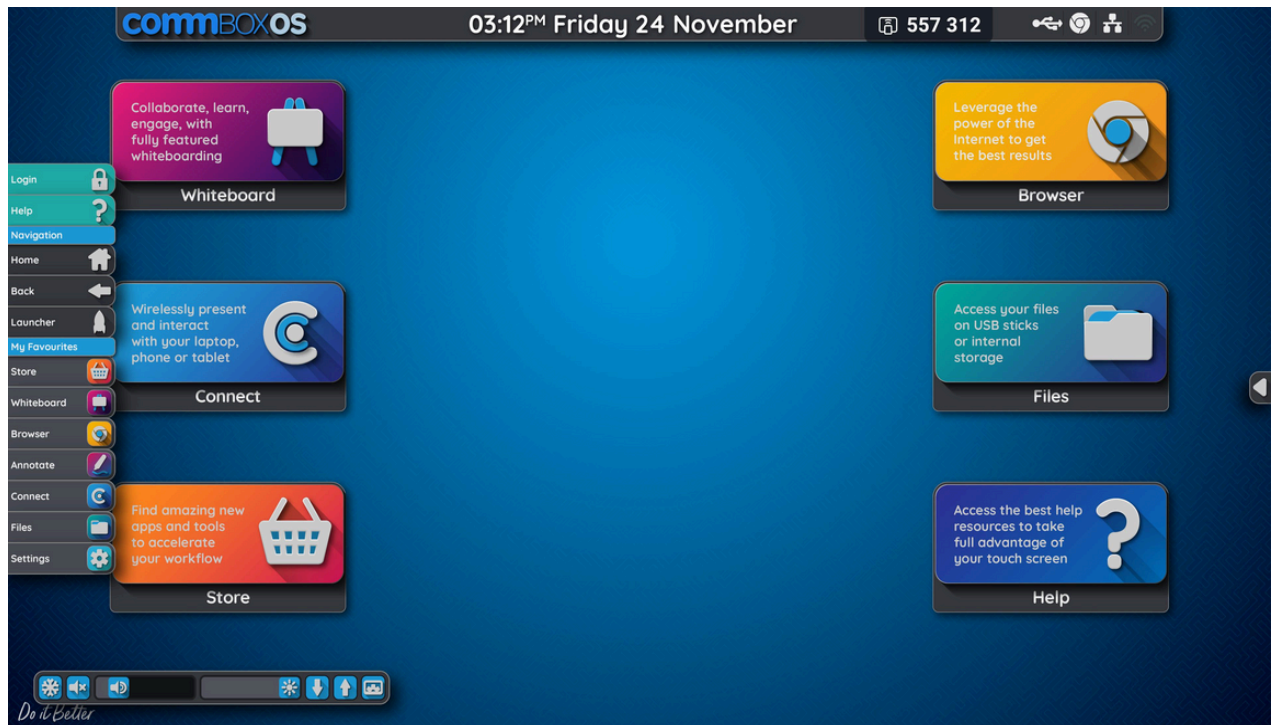 commBOXOS
03:12PM Friday 24 November
557 312
Collaborate, learn,
engage, with
fully featured
whiteboarding
Whiteboard
Leverage the
power of the
Internet to get
the best results
Browser
Login
Help
Navigation
Home
Back
Launcher
My Favourites
Store
Whiteboard
Browser
Annotate
Connect
Files
Settings
Wirelessly present
and interact
with your laptop,
phone or tablet
Connect
Access your files
on USB sticks
or internal
storage
Files
Find amazing new
apps and tools
to accelerate
your workflow
Store
Access the best help
resources to take
full advantage of
your touch screen
Help
Do it Better